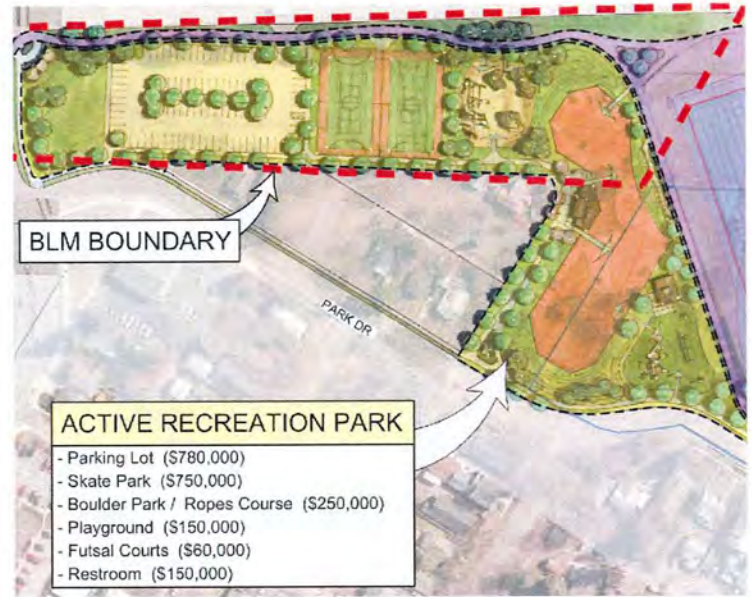 BLM BOUNDARY
PARK DR
ACTIVE RECREATION PARK
- Parking Lot ($780,000)
- Skate Park ($750,000)
- Boulder Park / Ropes Course ($250,000)
- Playground ($150,000)
- Futsal Courts ($60,000)
- Restroom ($150,000)